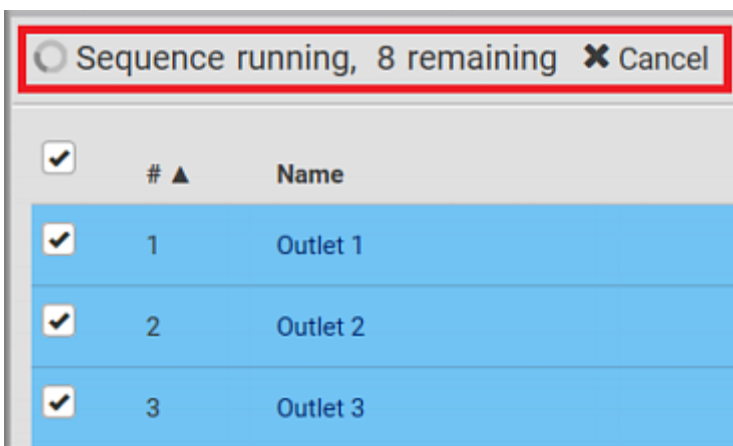 Sequence running, 8 remaining ✖ Cancel
# ▲ Name
1 Outlet 1
2 Outlet 2
3 Outlet 3